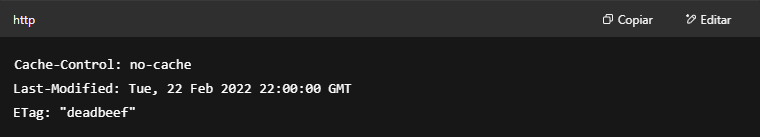 http Copiar Editar
Cache-Control: no-cache
Last-Modified: Tue, 22 Feb 2022 22:00:00 GMT
ETag: "deadbeef"